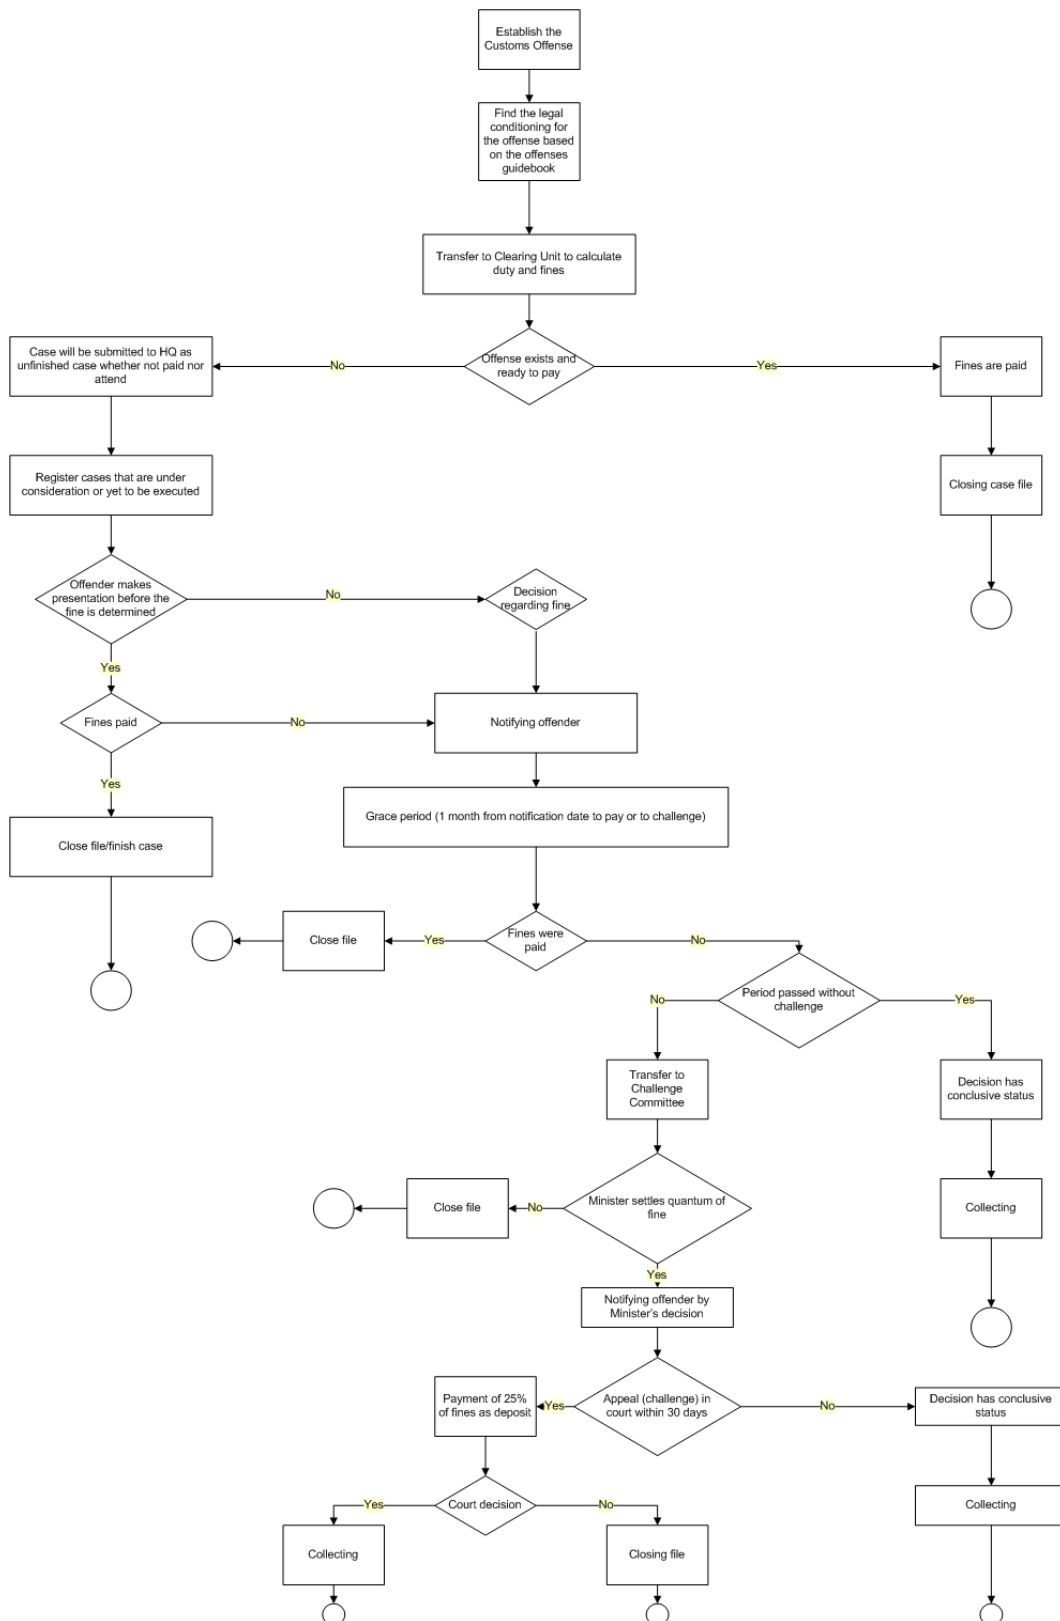 Establish the
Customs Offense
Find the legal
conditioning for
the offense based
on the offenses
guidebook
Transfer to Clearing Unit to calculate
duty and fines
Case will be submitted to HQ as
unfinished case whether not paid nor
attend
No
Offense exists and
ready to pay
Yes
Fines are paid
Register cases that are under
consideration or yet to be executed
Closing case file
Offender makes
presentation before the
fine is determined
No
Decision
regarding fine
Yes
Fines paid
No
Notifying offender
Yes
Grace period (1 month from notification date to pay or to challenge)
Close file/finish case
Close file
Yes
Fines were
paid
No
No
Period passed without
challenge
Yes
Transfer to
Challenge
Committee
Decision has
conclusive status
Close file
No
Minister settles quantum of
fine
Collecting
Yes
Notifying offender by
Minister's decision
Payment of 25%
of fines as deposit
Yes
Appeal (challenge) in
court within 30 days
No
Decision has conclusive
status
Yes
Court decision
No
Collecting
Collecting
Closing file